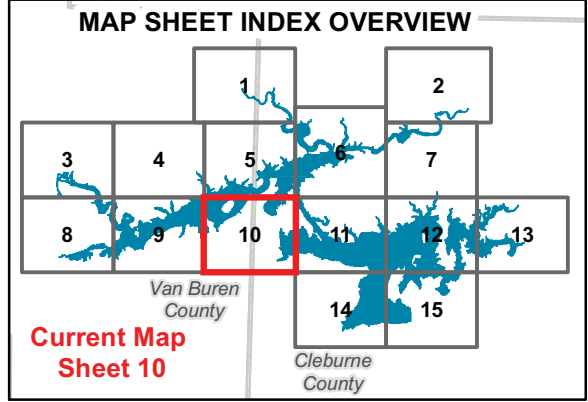 MAP SHEET INDEX OVERVIEW
1
2
3
4
5
6
7
8
9
10
11
12
13
14
15
Van Buren
County
Current Map
Sheet 10
Cleburne
County